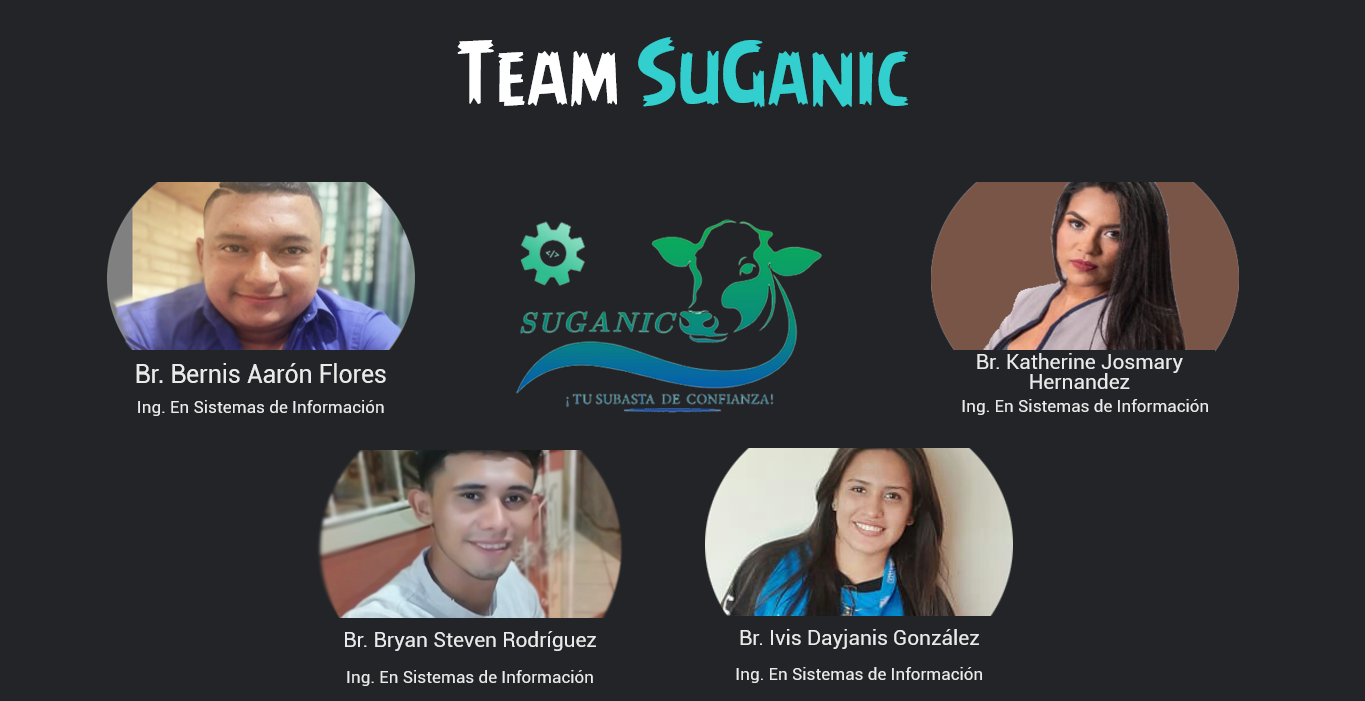 TEAM SUGANIC
</>
SUGANIC
¡TU SUBASTA DE CONFIANZA!
Br. Bernis Aarón Flores
Ing. En Sistemas de Información
Br. Katherine Josmary
Hernandez
Ing. En Sistemas de Información
Br. Bryan Steven Rodríguez
Ing. En Sistemas de Información
Br. Ivis Dayjanis González
Ing. En Sistemas de Información